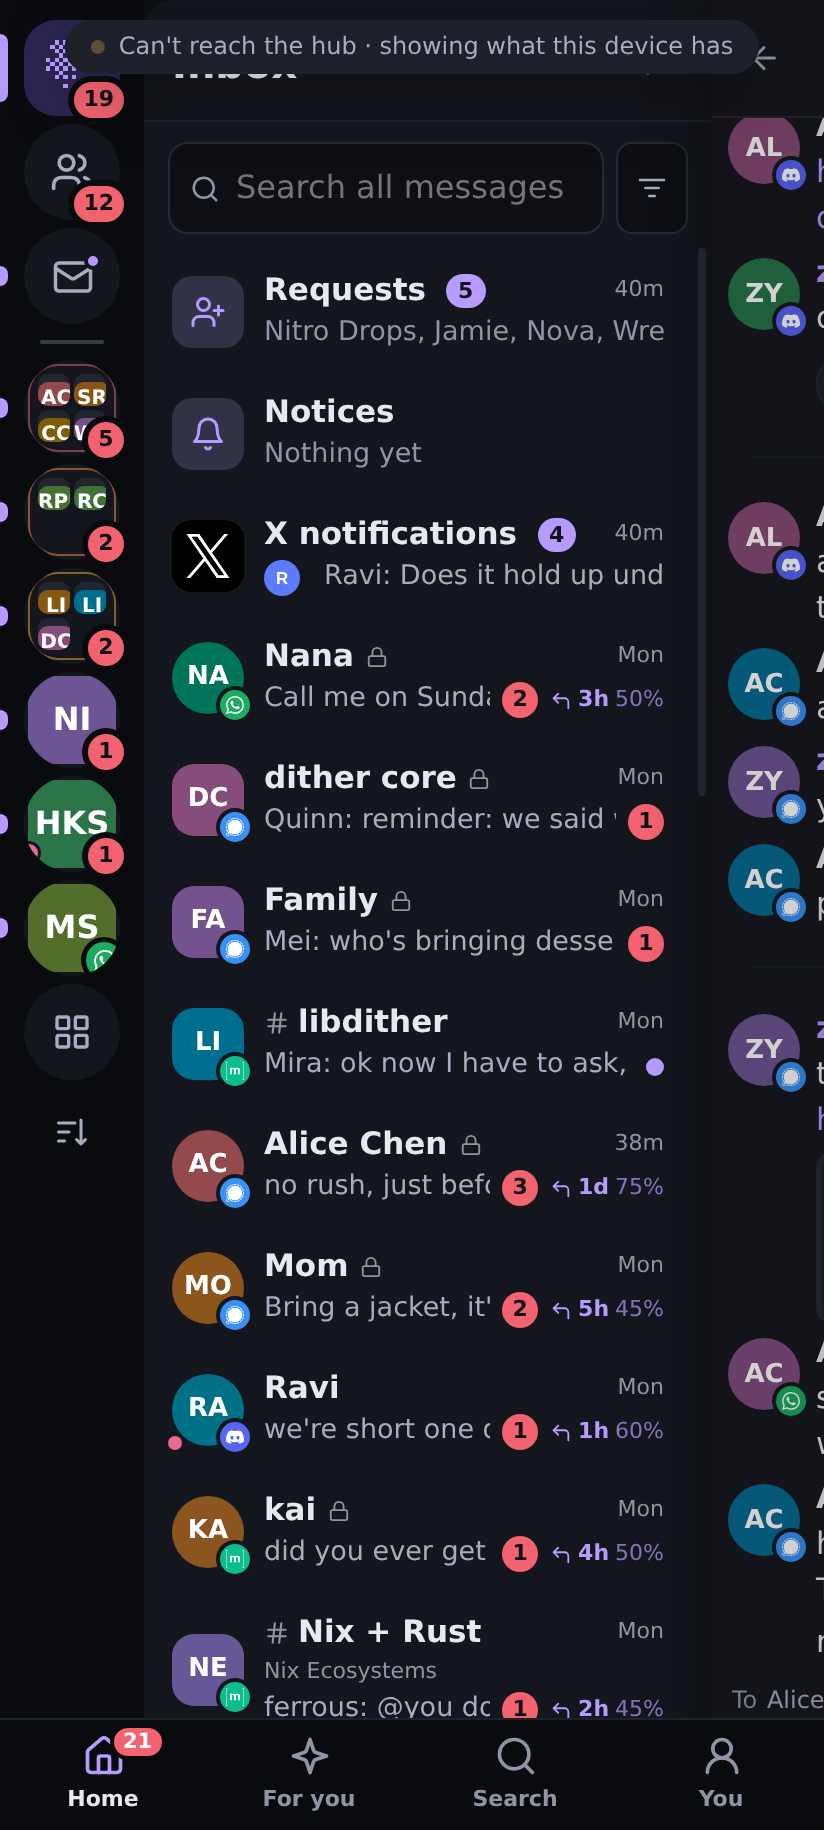 Can't reach the hub · showing what this device has
Inbox
19
12
Search all messages
Requests 5 40m
Nitro Drops, Jamie, Nova, Wre
Notices
Nothing yet
X notifications 4 40m
R Ravi: Does it hold up und
NA Nana Mon
Call me on Sunda 2 3h 50%
DC dither core Mon
Quinn: reminder: we said 1
FA Family Mon
Mei: who's bringing desse 1
LI # libdither Mon
Mira: ok now I have to ask,
AC Alice Chen 38m
no rush, just befo 3 1d 75%
MO Mom Mon
Bring a jacket, it' 2 5h 45%
RA Ravi Mon
we're short one 1 1h 60%
KA kai Mon
did you ever get 1 4h 50%
NE # Nix + Rust Mon
Nix Ecosystems
ferrous: @you do 1 2h 45%
AC SR
CC 5
RP RC
2
LI LI
DC 2
NI
1
HKS
1
MS
AL
ZY
AL
AC
ZY
AC
ZY
AC
AC
To Alice
21
Home For you Search You